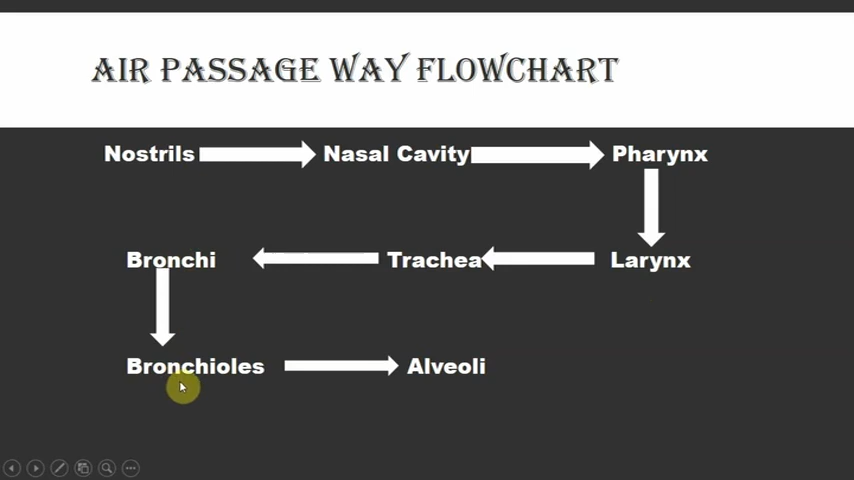 AIR PASSAGE WAY FLOWCHART
Nostrils Nasal Cavity Pharynx
Bronchi Trachea Larynx
Bronchioles Alveoli